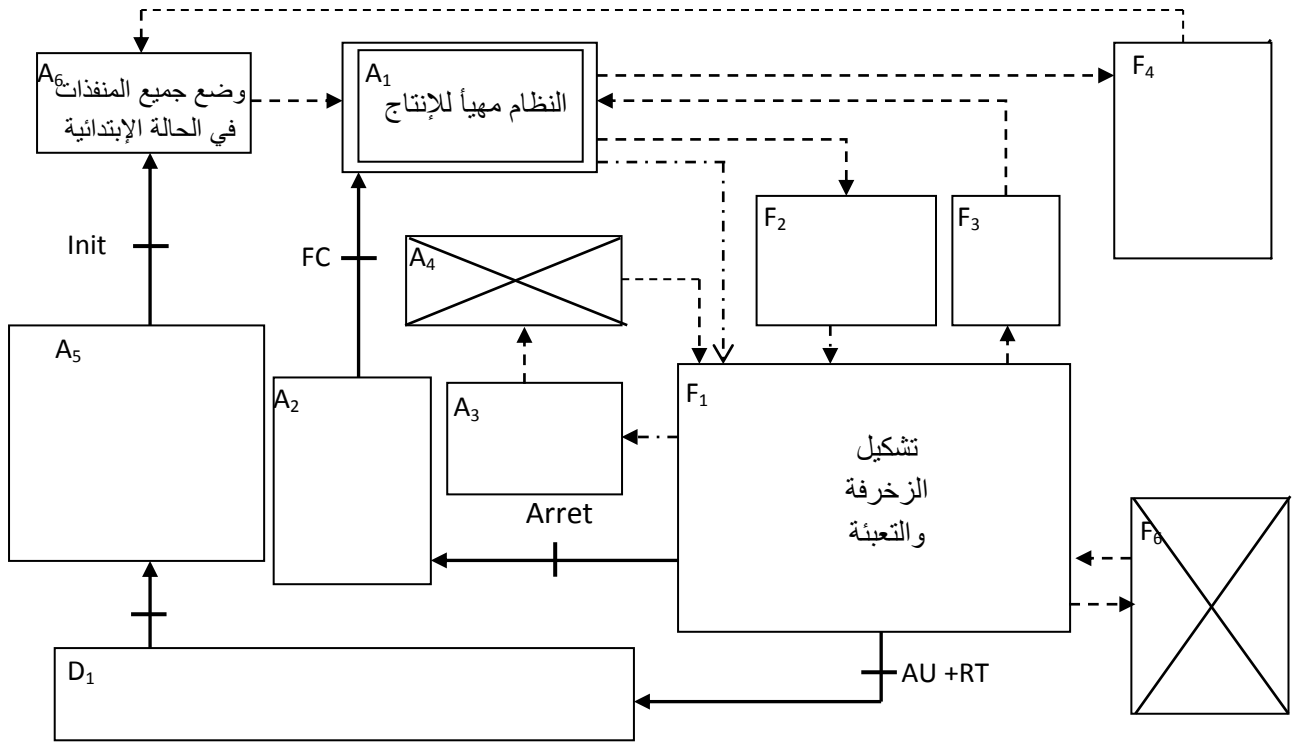 A₆
وضع جميع المنفذات
في الحالة الإبتدائية
A₁
النظام مهيأ للإنتاج
F₄
Init
FC
A₄
F₂
F₃
A₅
A₂
A₃
F₁
تشكيل
الزخرفة
والتعبئة
Arret
F₆
D₁
AU +RT